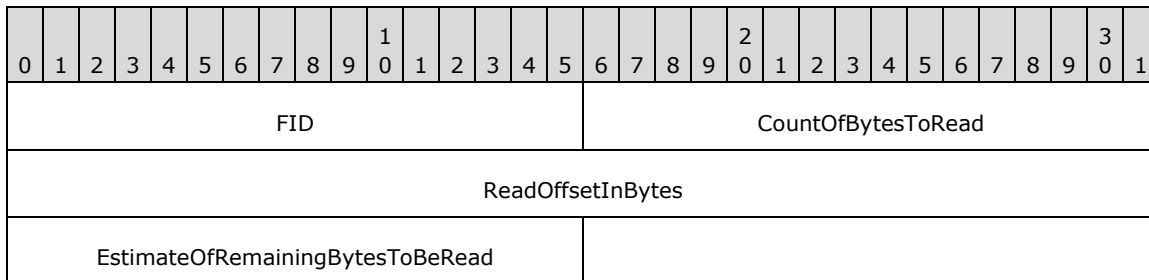 1 2 3
0 1 2 3 4 5 6 7 8 9 0 1 2 3 4 5 6 7 8 9 0 1 2 3 4 5 6 7 8 9 0 1
FID CountOfBytesToRead
ReadOffsetInBytes
EstimateOfRemainingBytesToBeRead